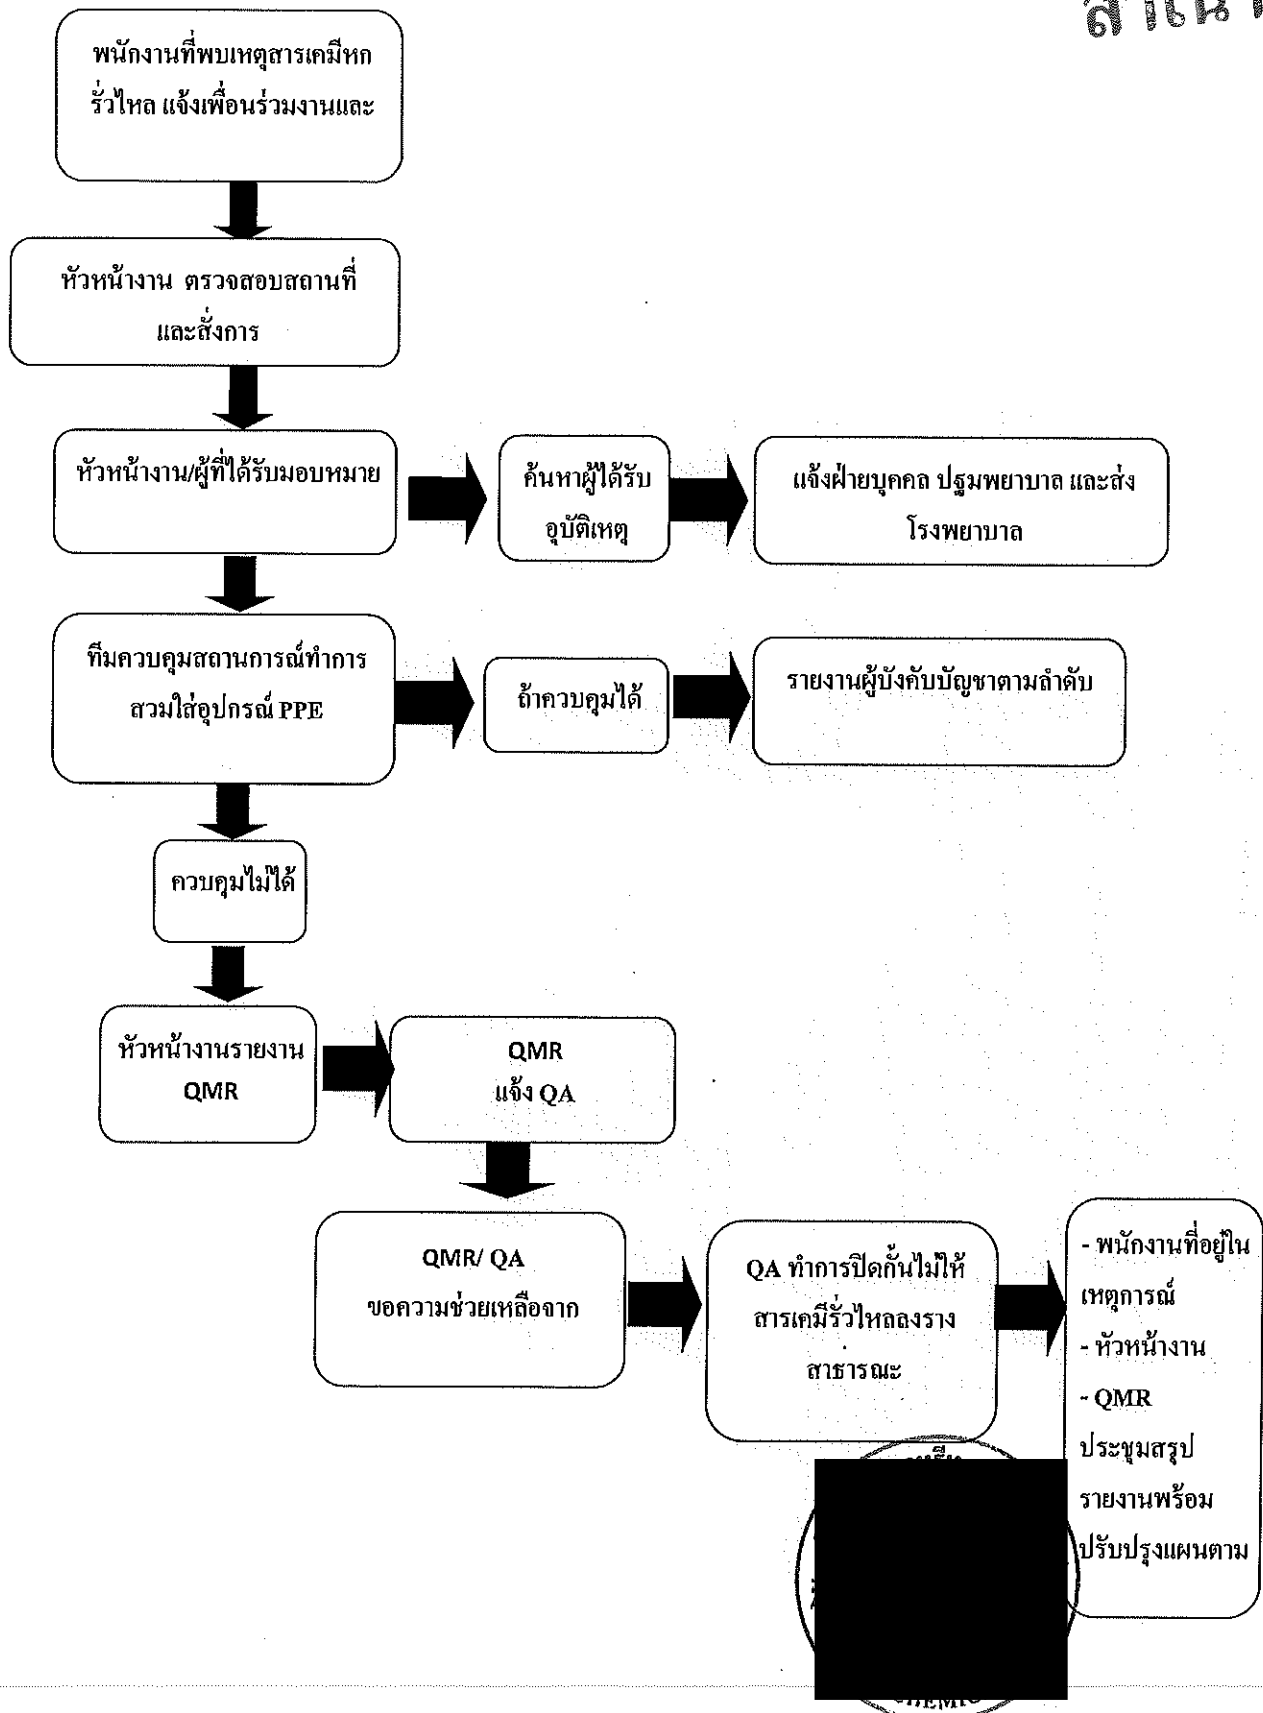 สำเนา
พนักงานที่พบเหตุสารเคมีหก
รั่วไหล แจ้งเพื่อนร่วมงานและ
หัวหน้างาน ตรวจสอบสถานที่
และสั่งการ
หัวหน้างาน/ผู้ที่ได้รับมอบหมาย
ค้นหาผู้ได้รับ
อุบัติเหตุ
แจ้งฝ่ายบุคคล ปฐมพยาบาล และส่ง
โรงพยาบาล
ทีมควบคุมสถานการณ์ทำการ
สวมใส่อุปกรณ์ PPE
ถ้าควบคุมได้
รายงานผู้บังคับบัญชาตามลำดับ
ควบคุมไม่ได้
หัวหน้างานรายงาน
QMR
QMR
แจ้ง QA
QMR/ QA
ขอความช่วยเหลือจาก
QA ทำการปิดกั้นไม่ให้
สารเคมีรั่วไหลลงราง
สาธารณะ
- พนักงานที่อยู่ใน
เหตุการณ์
- หัวหน้างาน
- QMR
ประชุมสรุป
รายงานพร้อม
ปรับปรุงแผนตาม